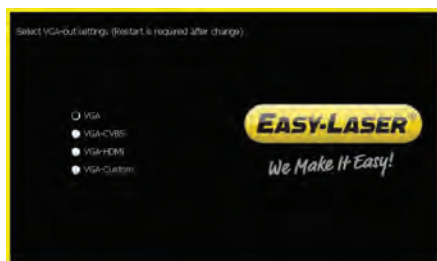 Select VGA-out settings (Restart is required after change)
VGA
VGA-CVBS
VGA-HDMI
VGA-Custom
EASY-LASER®
We Make It Easy!